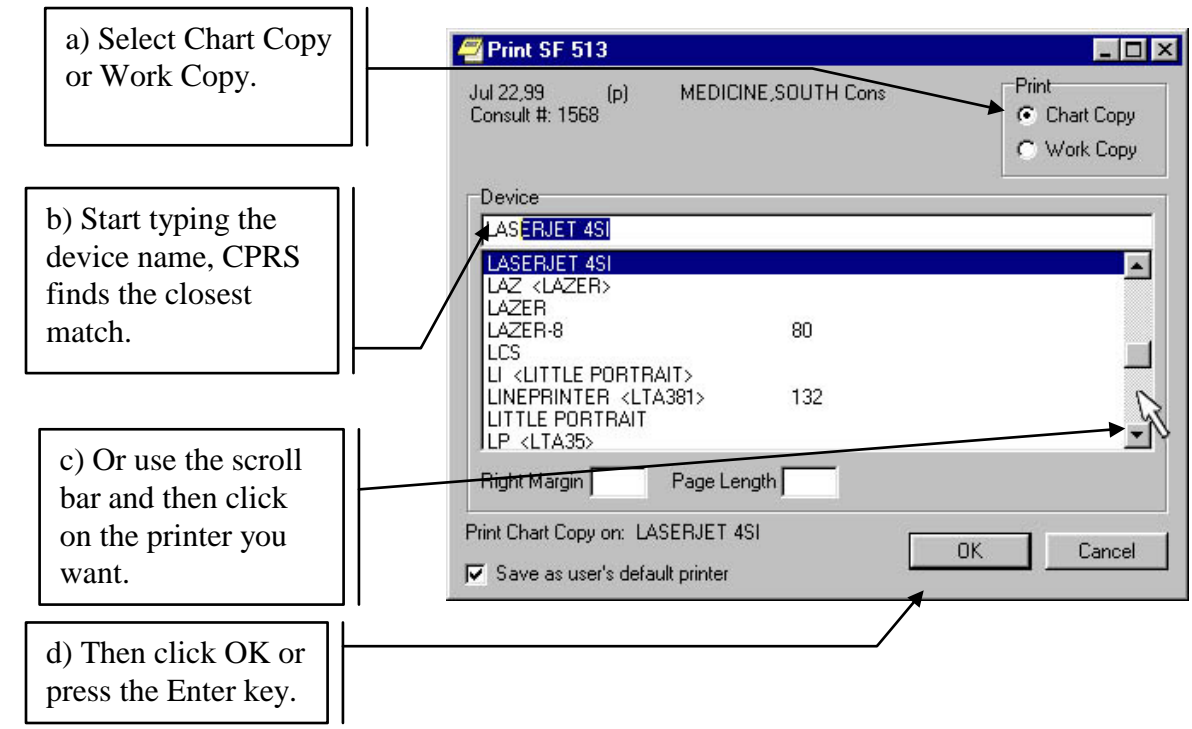 a) Select Chart Copy
or Work Copy.
b) Start typing the
device name, CPRS
finds the closest
match.
c) Or use the scroll
bar and then click
on the printer you
want.
d) Then click OK or
press the Enter key.
Print SF 513
Jul 22,99 (p) MEDICINE,SOUTH Cons
Consult #: 1568
Print
Chart Copy
Work Copy
Device
LASERJET 4SI
LASERJET 4SI
LAZ <LAZER>
LAZER
LAZER-8 80
LCS
LI <LITTLE PORTRAIT>
LINEPRINTER <LTA381> 132
LITTLE PORTRAIT
LP <LTA35>
Right Margin Page Length
Print Chart Copy on: LASERJET 4SI
Save as user's default printer
OK Cancel